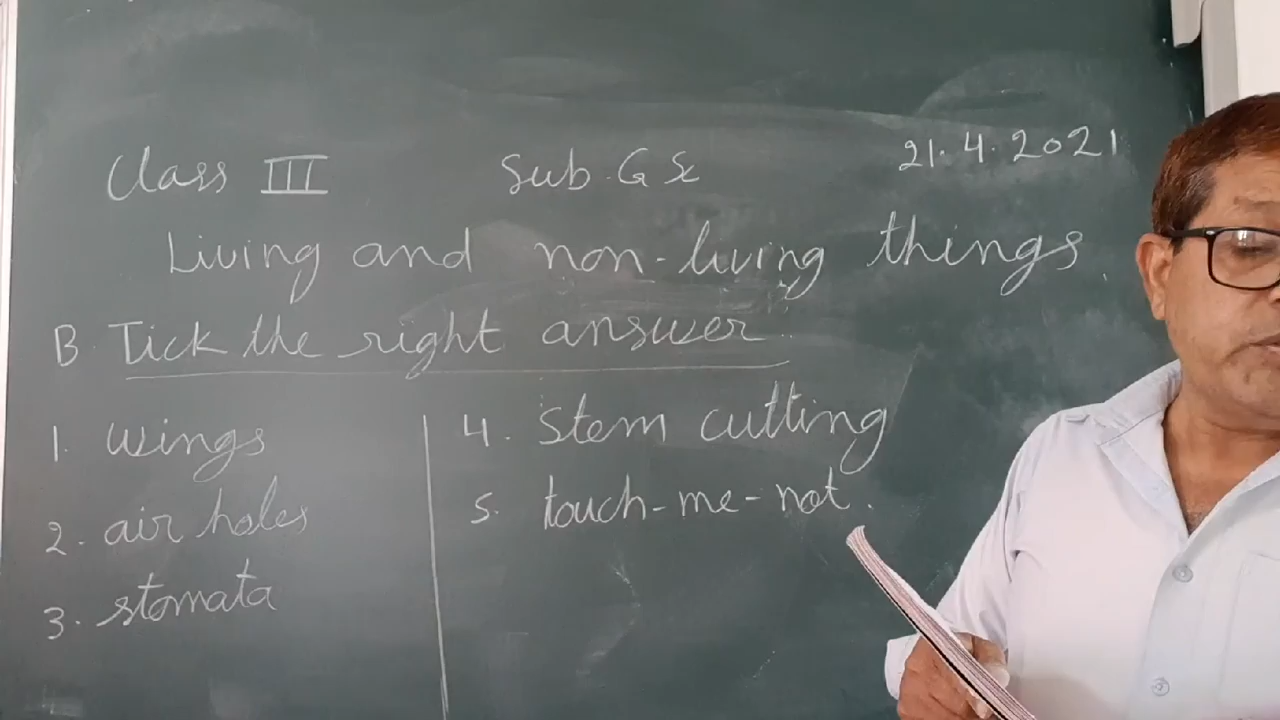 Class III Sub. G Sc 21.4.2021
Living and non-living things.
B. Tick the right answer.
1. wings
2. air holes
3. stomata
4. Stem cutting
5. touch-me-not.